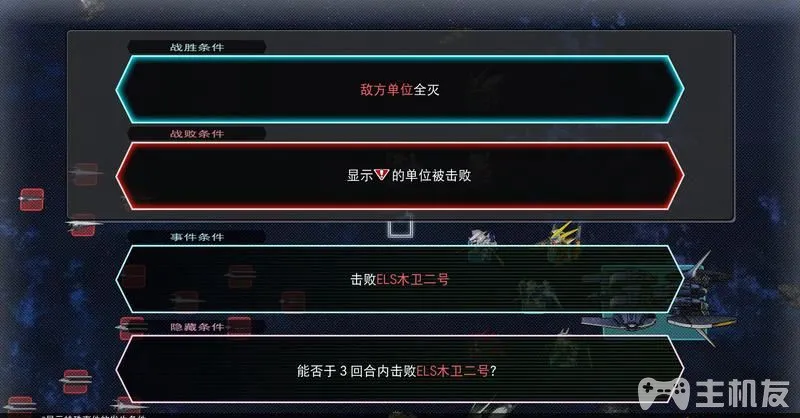 战胜条件
敌方单位全灭
战败条件
显示的单位被击败
事件条件
击败ELS木卫二号
隐藏条件
能否于3回合内击败ELS木卫二号?
主机友